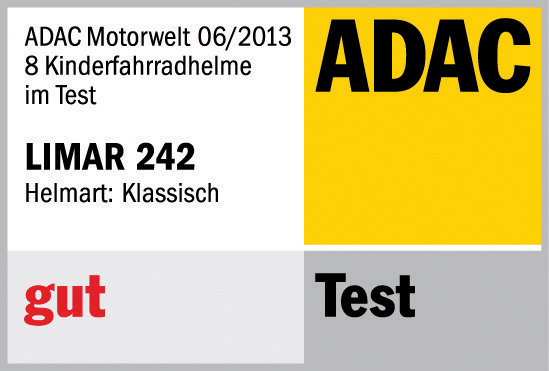 ADAC Motorwelt 06/2013
8 Kinderfahrradhelme
im Test
LIMAR 242
Helmart: Klassisch
gut
ADAC
Test